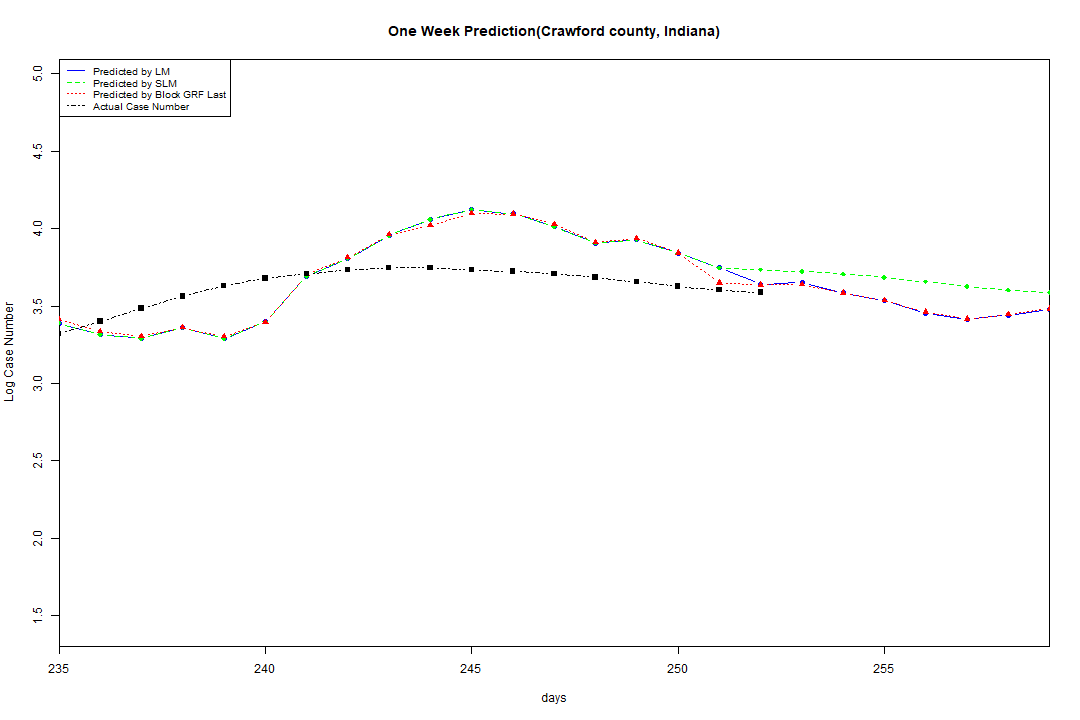 One Week Prediction(Crawford county, Indiana)
Predicted by LM
Predicted by SLM
Predicted by Block GRF Last
Actual Case Number
5.0
4.5
4.0
3.5
3.0
2.5
2.0
1.5
Log Case Number
235 240 245 250 255
days